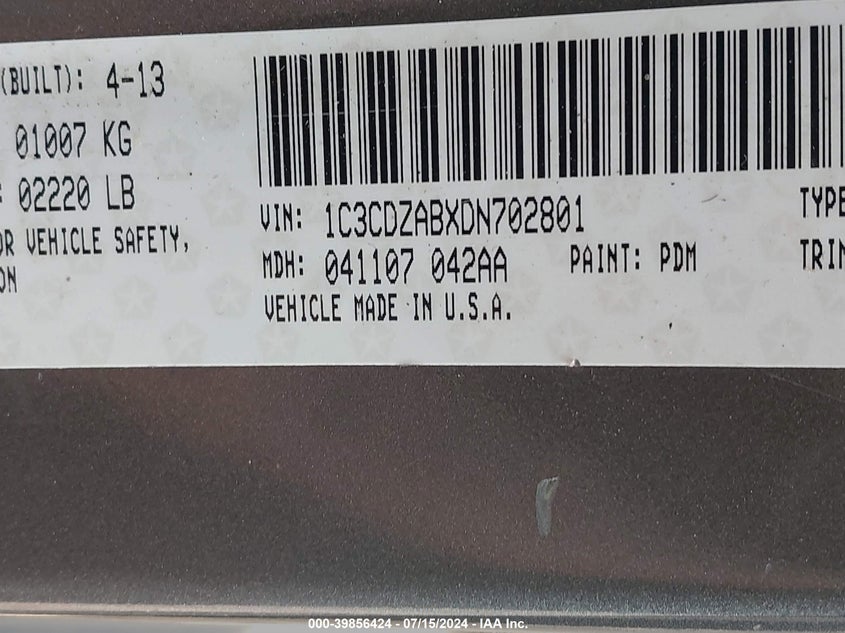 (BUILT): 4-13
01007 KG
02220 LB
OR VEHICLE SAFETY,
ON
VIN: 1C3CDZABXDN702801
TYPE
MDH: 041107 042AA PAINT: PDM
TRIN
VEHICLE MADE IN U.S.A.
000-39856424 - 07/15/2024 - IAA Inc.